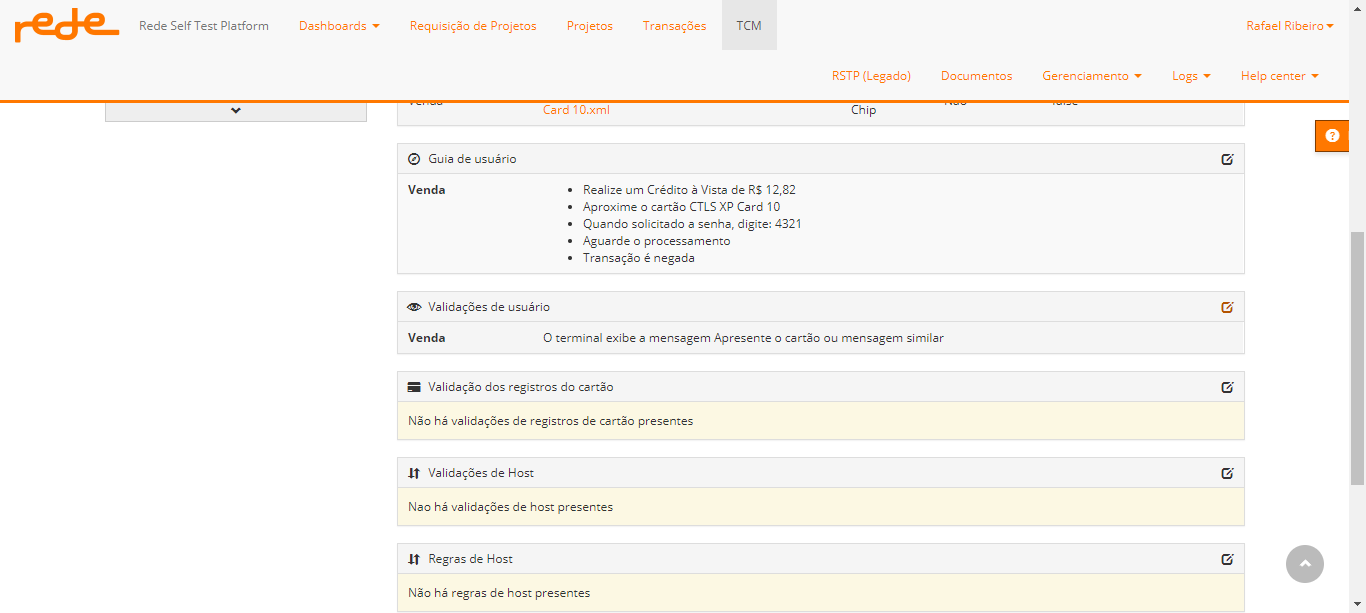 rede Rede Self Test Platform Dashboards Requisição de Projetos Projetos Transações TCM Rafael Ribeiro
RSTP (Legado) Documentos Gerenciamento Logs Help center
Venda Não false
Card 10.xml Chip
Guia de usuário
Venda
Realize um Crédito à Vista de R$ 12,82
Aproxime o cartão CTLS XP Card 10
Quando solicitado a senha, digite: 4321
Aguarde o processamento
Transação é negada
Validações de usuário
Venda O terminal exibe a mensagem Apresente o cartão ou mensagem similar
Validação dos registros do cartão
Não há validações de registros de cartão presentes
Validações de Host
Nao há validações de host presentes
Regras de Host
Não há regras de host presentes